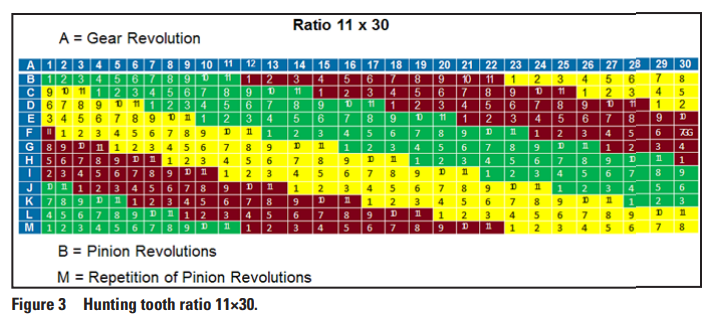 Ratio 11 x 30
A = Gear Revolution
A 1 2 3 4 5 6 7 8 9 10 11 12 13 14 15 16 17 18 19 20 21 22 23 24 25 26 27 28 29 30
B 1 2 3 4 5 6 7 8 9 10 11 1 2 3 4 5 6 7 8 9 10 11 1 2 3 4 5 6 7 8
C 9 10 11 1 2 3 4 5 6 7 8 9 10 11 1 2 3 4 5 6 7 8 9 10 11 1 2 3 4 5
D 6 7 8 9 10 11 1 2 3 4 5 6 7 8 9 10 11 1 2 3 4 5 6 7 8 9 10 11 1 2
E 3 4 5 6 7 8 9 10 11 1 2 3 4 5 6 7 8 9 10 11 1 2 3 4 5 6 7 8 9 10
F 11 1 2 3 4 5 6 7 8 9 10 11 1 2 3 4 5 6 7 8 9 10 11 1 2 3 4 5 6
G 8 9 10 11 1 2 3 4 5 6 7 8 9 10 11 1 2 3 4 5 6 7 8 9 10 11 1 2 3 4
H 5 6 7 8 9 10 11 1 2 3 4 5 6 7 8 9 10 11 1 2 3 4 5 6 7 8 9 10 11 1
I 2 3 4 5 6 7 8 9 10 11 1 2 3 4 5 6 7 8 9 10 11 1 2 3 4 5 6 7 8 9
J 10 11 1 2 3 4 5 6 7 8 9 10 11 1 2 3 4 5 6 7 8 9 10 11 1 2 3 4 5 6
K 7 8 9 10 11 1 2 3 4 5 6 7 8 9 10 11 1 2 3 4 5 6 7 8 9 10 11 1 2 3
L 4 5 6 7 8 9 10 11 1 2 3 4 5 6 7 8 9 10 11 1 2 3 4 5 6 7 8 9 10 11
M 1 2 3 4 5 6 7 8 9 10 11 1 2 3 4 5 6 7 8 9 10 11 1 2 3 4 5 6 7 8
B = Pinion Revolutions
M = Repetition of Pinion Revolutions
Figure 3 Hunting tooth ratio 11×30.